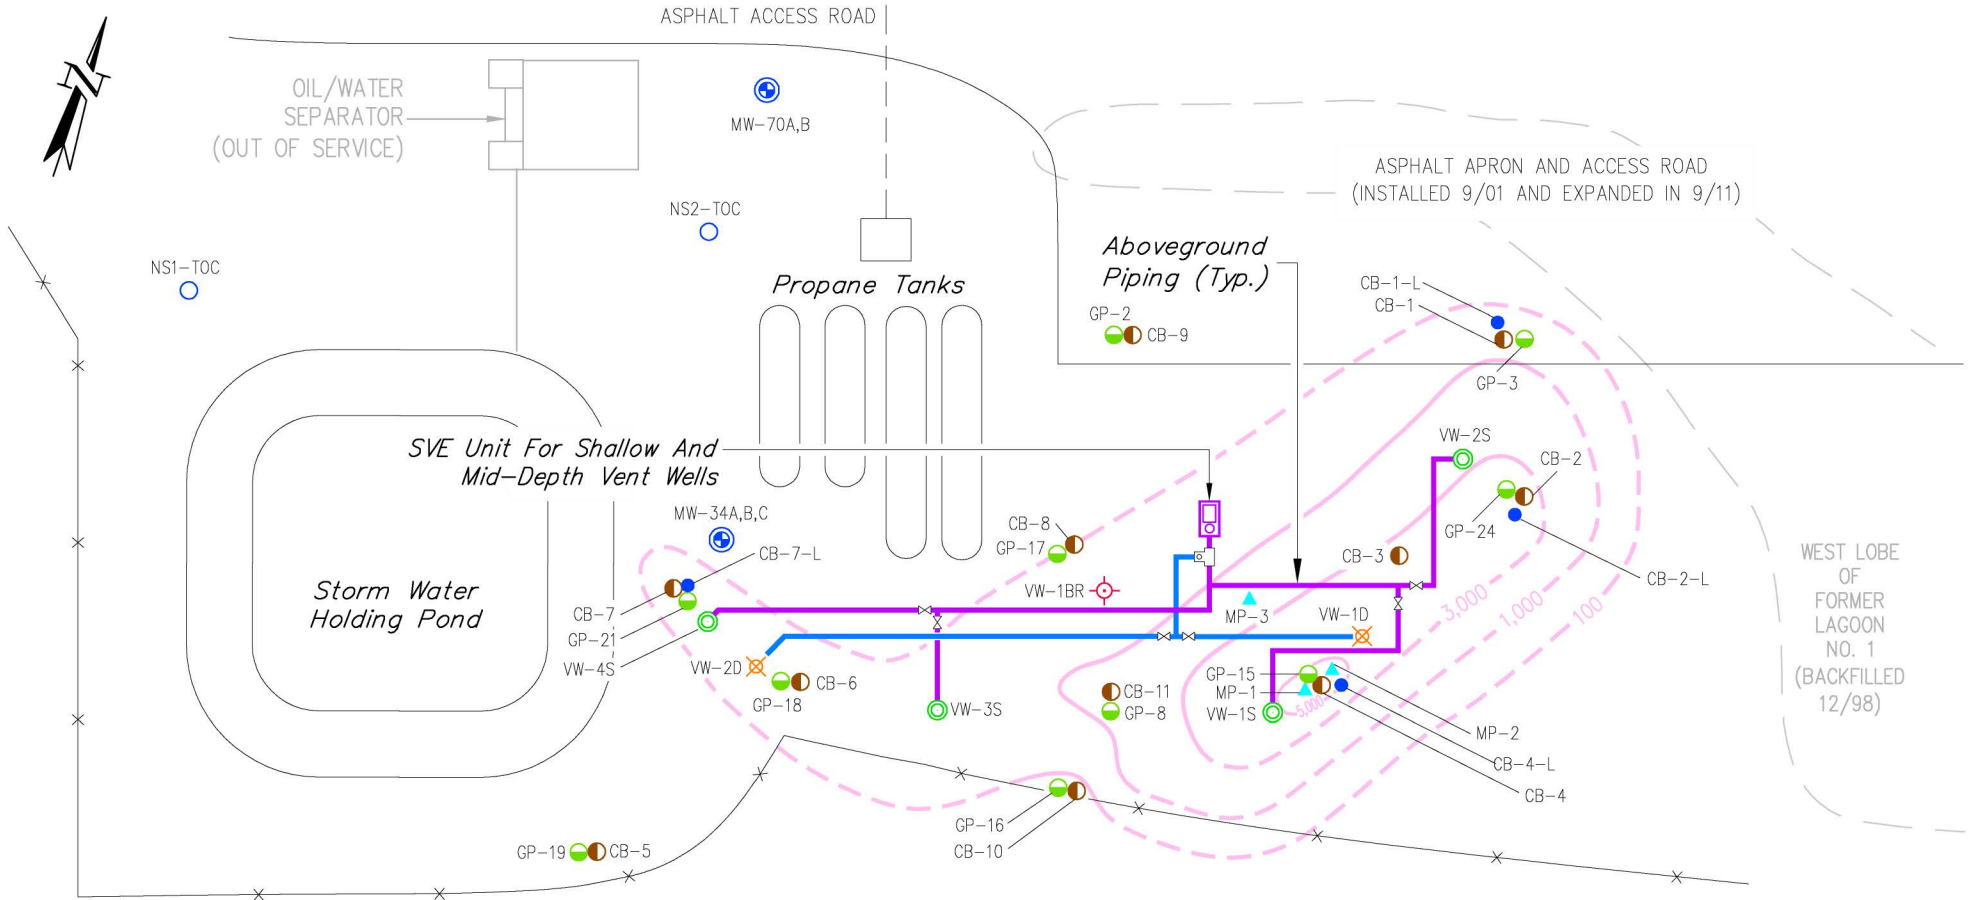 ASPHALT ACCESS ROAD
N
OIL/WATER
SEPARATOR
(OUT OF SERVICE)
MW-70A,B
ASPHALT APRON AND ACCESS ROAD
(INSTALLED 9/01 AND EXPANDED IN 9/11)
NS2-TOC
NS1-TOC
Aboveground
Piping (Typ.)
Propane Tanks
CB-1-L
CB-1
GP-2
CB-9
GP-3
SVE Unit For Shallow And
Mid-Depth Vent Wells
VW-2S
CB-2
GP-24
MW-34A,B,C
CB-8
GP-17
CB-7-L
CB-3
CB-2-L
WEST LOBE
OF
FORMER
LAGOON
NO. 1
(BACKFILLED
12/98)
Storm Water
Holding Pond
VW-1BR
CB-7
GP-21
VW-4S
MP-3
VW-1D
3,000
1,000
100
VW-2D
CB-6
GP-18
VW-3S
CB-11
GP-8
GP-15
MP-1
VW-1S
5,000
MP-2
CB-4-L
CB-4
GP-16
CB-10
GP-19
CB-5